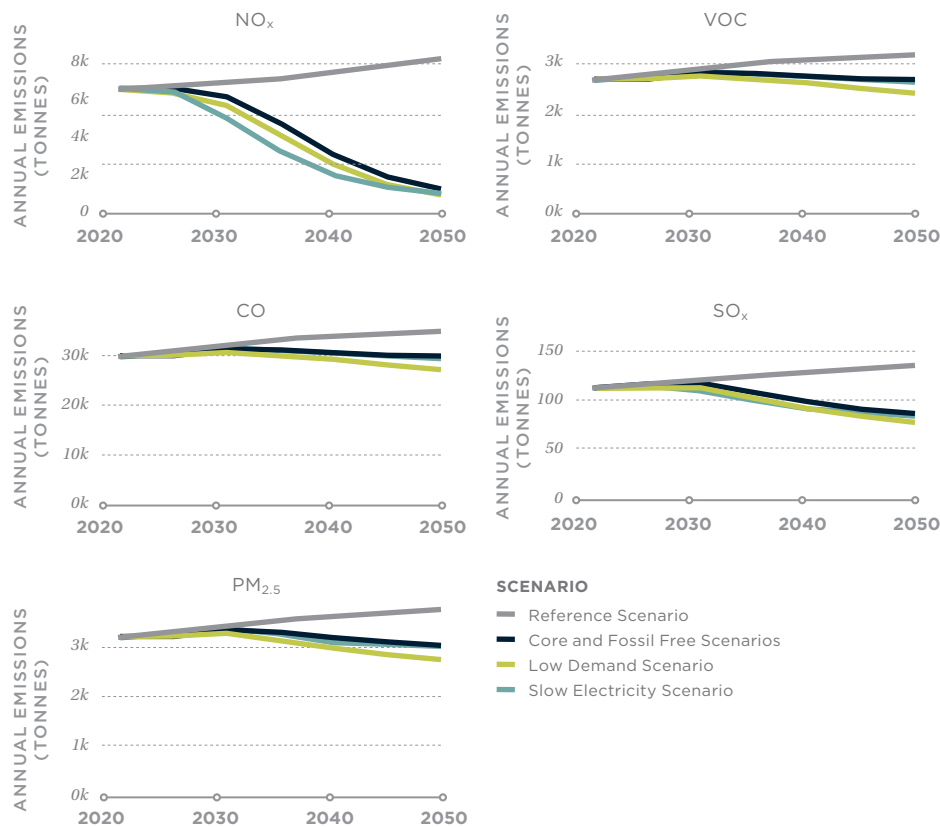 NOx
ANNUAL EMISSIONS
(TONNES)
8k
6k
4k
2k
0
2020 2030 2040 2050
VOC
ANNUAL EMISSIONS
(TONNES)
3k
2k
1k
0k
2020 2030 2040 2050
CO
ANNUAL EMISSIONS
(TONNES)
30k
20k
10k
0k
2020 2030 2040 2050
SOx
ANNUAL EMISSIONS
(TONNES)
150
100
50
0
2020 2030 2040 2050
PM2.5
ANNUAL EMISSIONS
(TONNES)
3k
2k
1k
0k
2020 2030 2040 2050
SCENARIO
Reference Scenario
Core and Fossil Free Scenarios
Low Demand Scenario
Slow Electricity Scenario